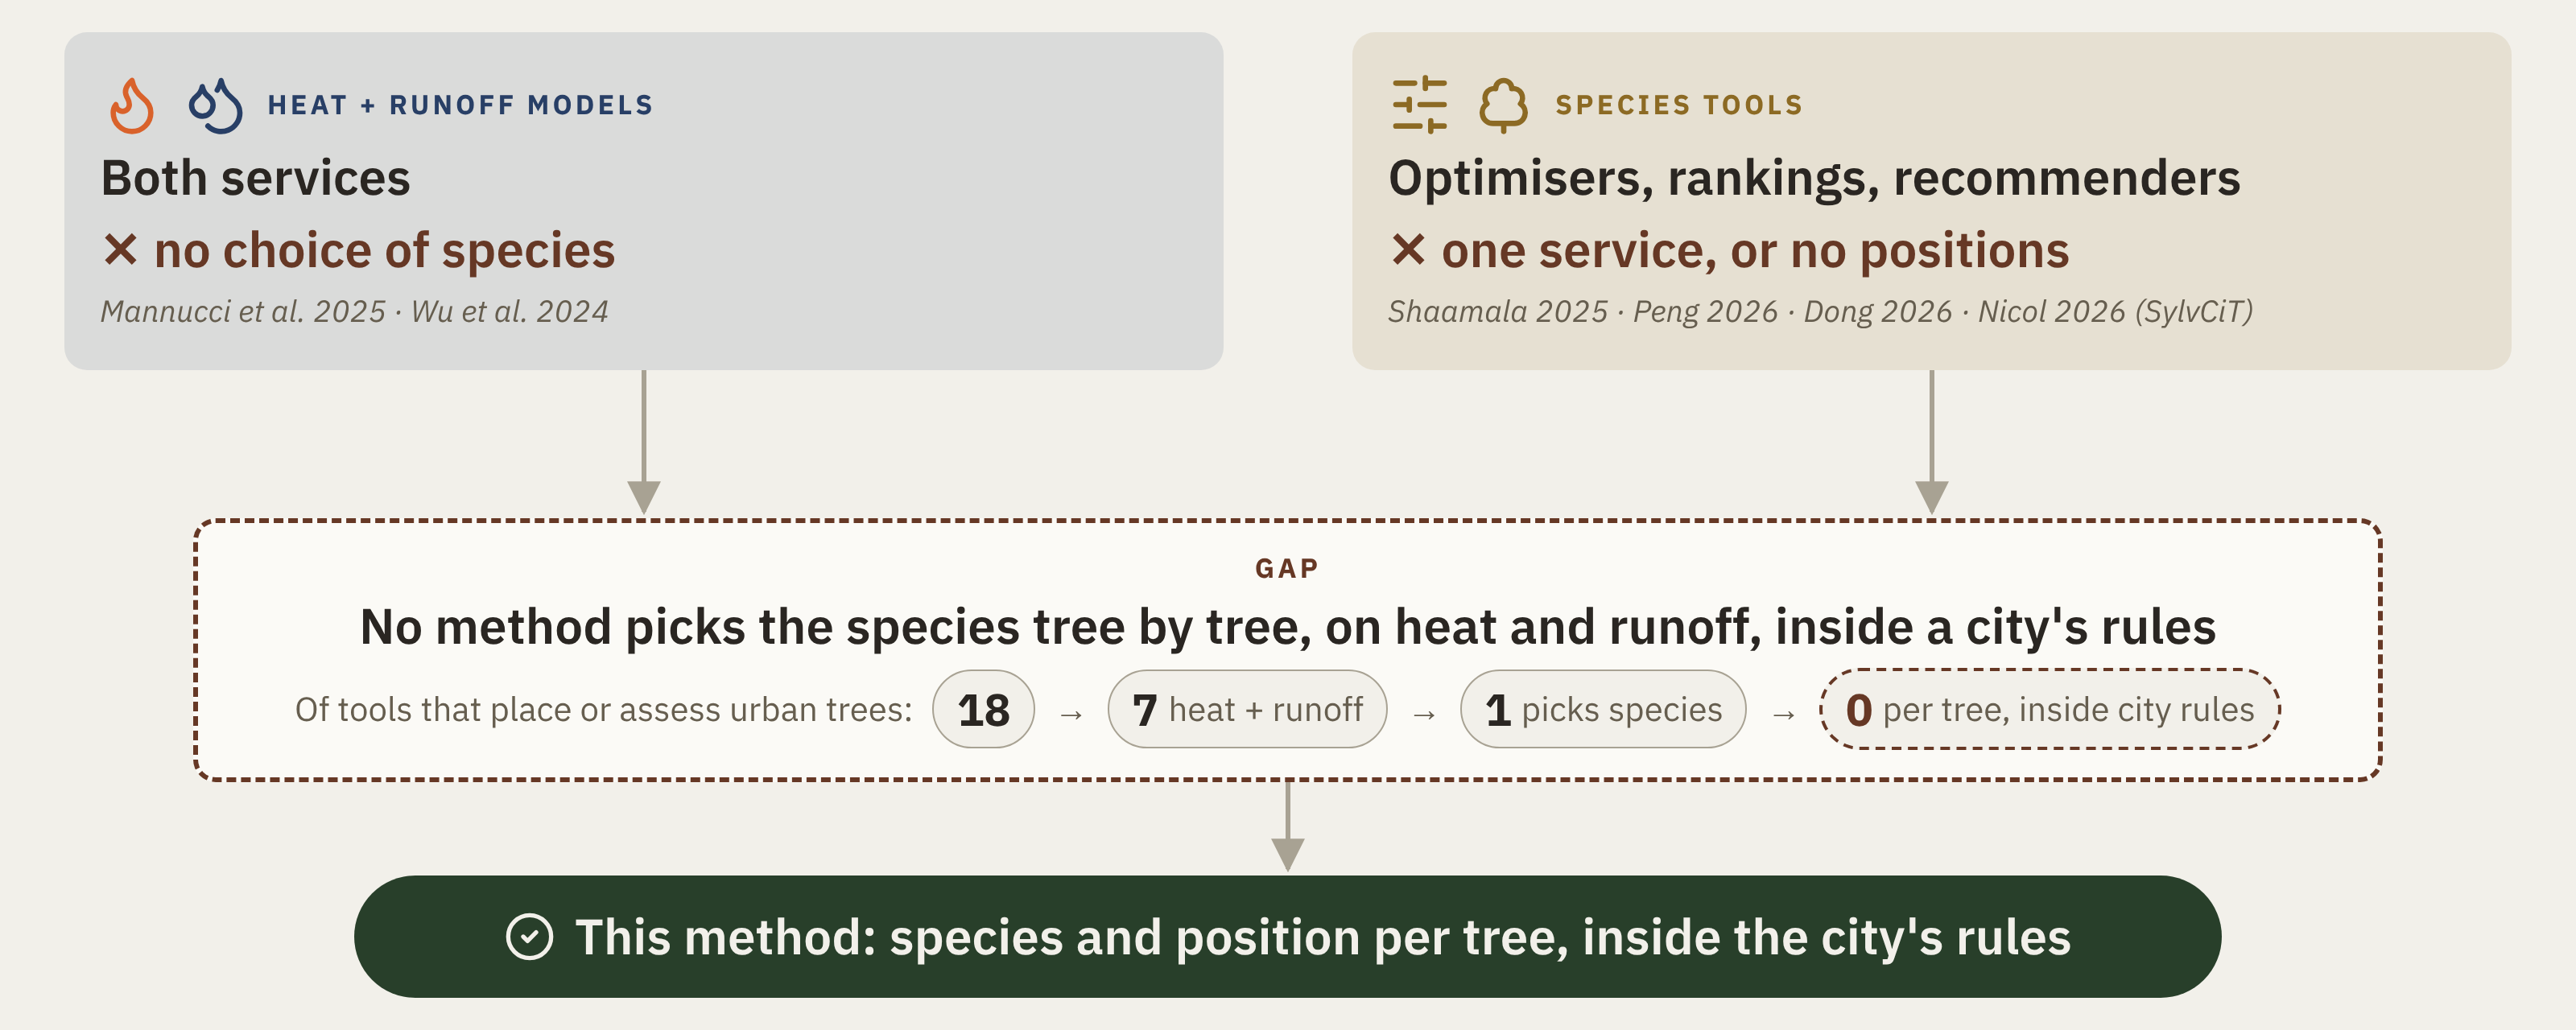 HEAT + RUNOFF MODELS
Both services
✕ no choice of species
Mannucci et al. 2025 · Wu et al. 2024
SPECIES TOOLS
Optimisers, rankings, recommenders
✕ one service, or no positions
Shaamala 2025 · Peng 2026 · Dong 2026 · Nicol 2026 (SylvCiT)
GAP
No method picks the species tree by tree, on heat and runoff, inside a city's rules
Of tools that place or assess urban trees: 18 → 7 heat + runoff → 1 picks species → 0 per tree, inside city rules
This method: species and position per tree, inside the city's rules